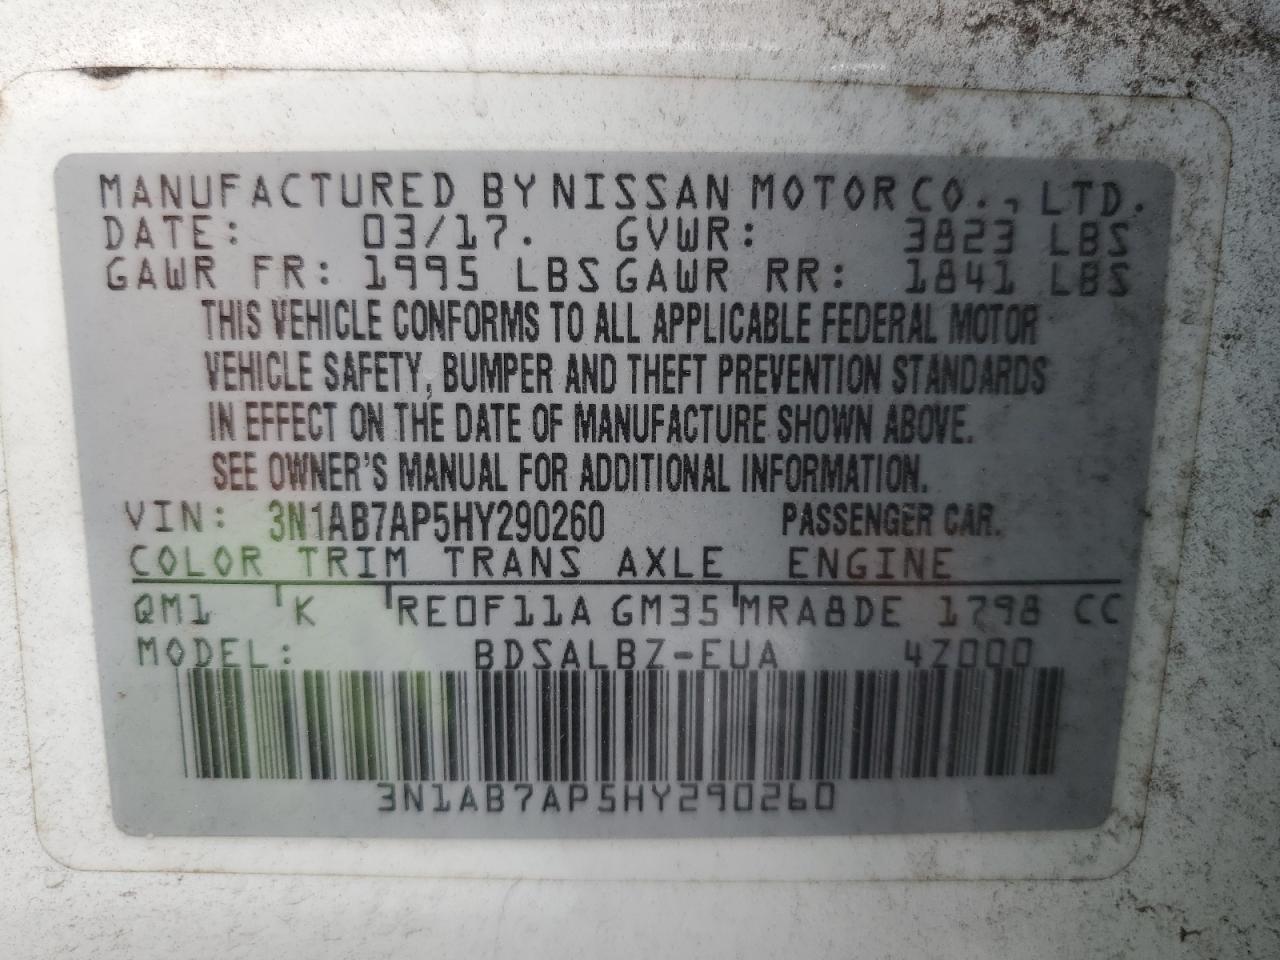 MANUFACTURED BY NISSAN MOTOR CO., LTD.
DATE: 03/17. GVWR: 3823 LBS
GAWR FR: 1995 LBS GAWR RR: 1841 LBS
THIS VEHICLE CONFORMS TO ALL APPLICABLE FEDERAL MOTOR
VEHICLE SAFETY, BUMPER AND THEFT PREVENTION STANDARDS
IN EFFECT ON THE DATE OF MANUFACTURE SHOWN ABOVE.
SEE OWNER'S MANUAL FOR ADDITIONAL INFORMATION.
VIN: 3N1AB7AP5HY290260 PASSENGER CAR.
COLOR TRIM TRANS AXLE ENGINE
QM1 K RE0F11A GM35 MRA8DE 1798 CC
MODEL: BDSALBZ-EUA 4Z000
3N1AB7AP5HY290260